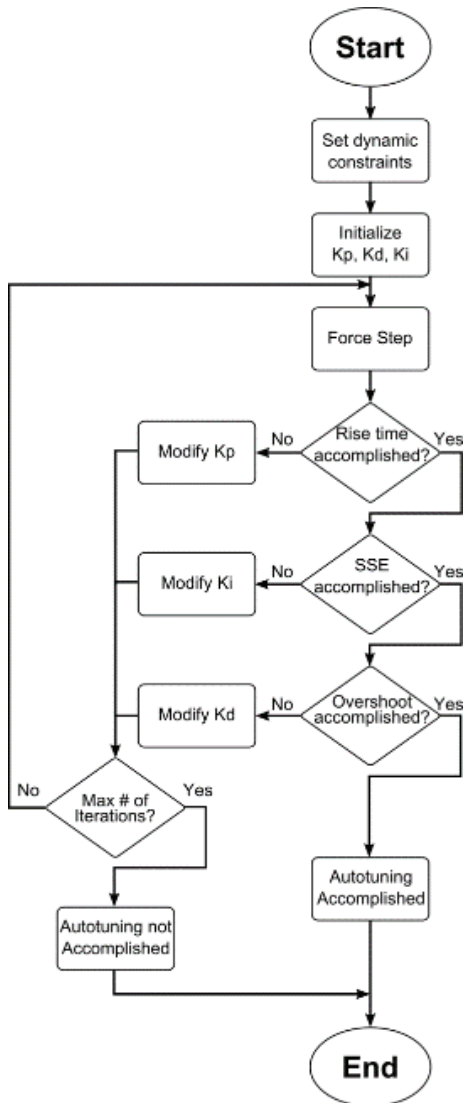 Start
Set dynamic
constraints
Initialize
Kp, Kd, Ki
Force Step
Rise time
accomplished?
No
Yes
Modify Kp
SSE
accomplished?
No
Yes
Modify Ki
Overshoot
accomplished?
No
Yes
Modify Kd
Max # of
Iterations?
No
Yes
Autotuning
Accomplished
Autotuning not
Accomplished
End